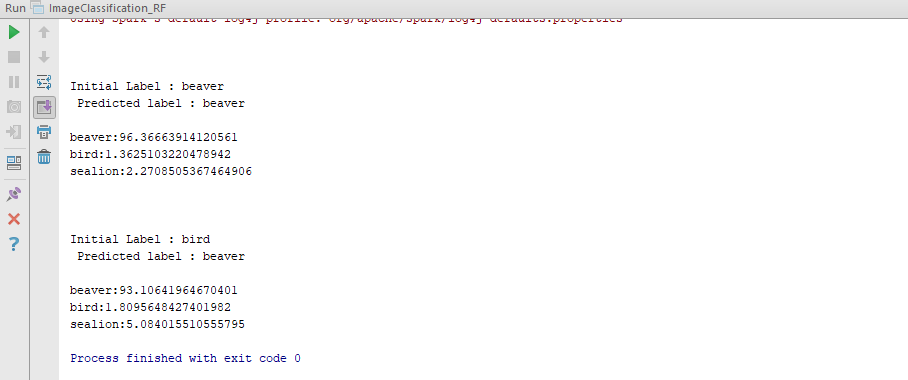 Run ImageClassification_RF
Using Spark's default log4j profile: org/apache/spark/log4j-defaults.properties
Initial Label : beaver
Predicted label : beaver
beaver:96.36663914120561
bird:1.3625103220478942
sealion:2.2708505367464906
Initial Label : bird
Predicted label : beaver
beaver:93.10641964670401
bird:1.8095648427401982
sealion:5.084015510555795
Process finished with exit code 0